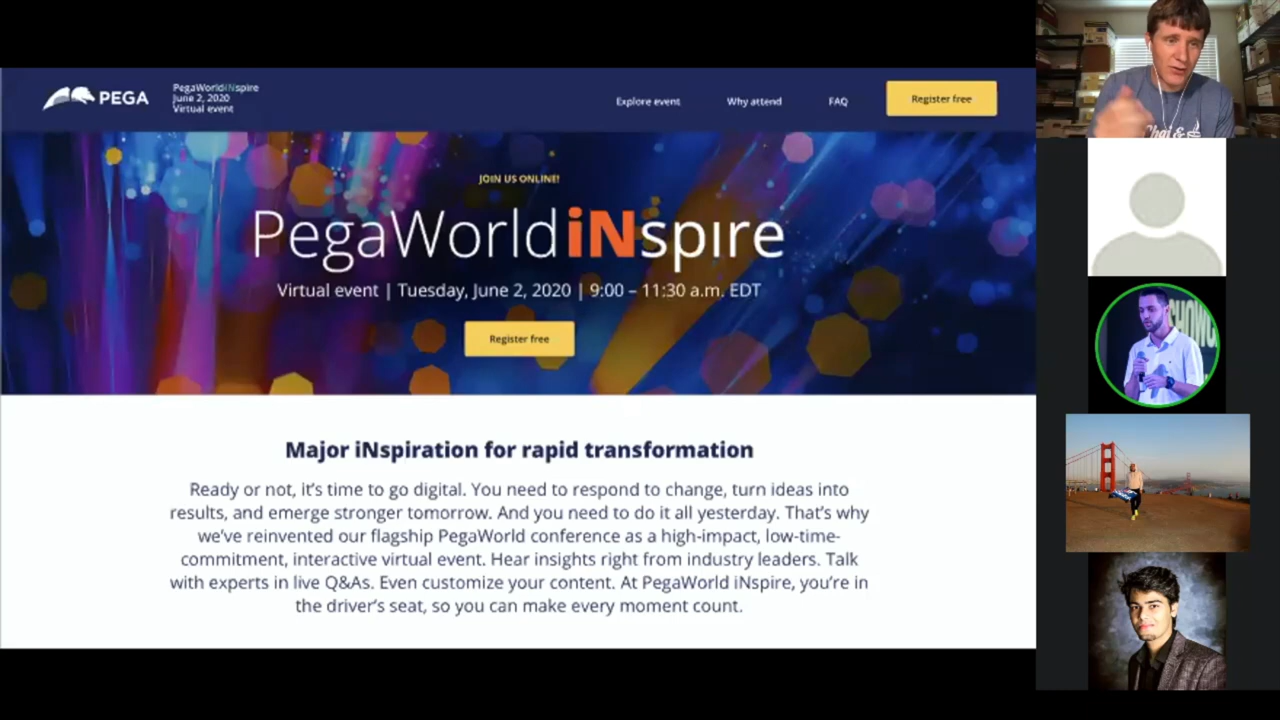 PEGA
PegaWorldiNspire
June 2, 2020
Virtual event
Explore event
Why attend
FAQ
Register free
JOIN US ONLINE!
PegaWorld iNspire
Virtual event | Tuesday, June 2, 2020 | 9:00 – 11:30 a.m. EDT
Register free
Major iNspiration for rapid transformation
Ready or not, it's time to go digital. You need to respond to change, turn ideas into
results, and emerge stronger tomorrow. And you need to do it all yesterday. That's why
we've reinvented our flagship PegaWorld conference as a high-impact, low-time-
commitment, interactive virtual event. Hear insights right from industry leaders. Talk
with experts in live Q&As. Even customize your content. At PegaWorld iNspire, you're in
the driver's seat, so you can make every moment count.
Chai &